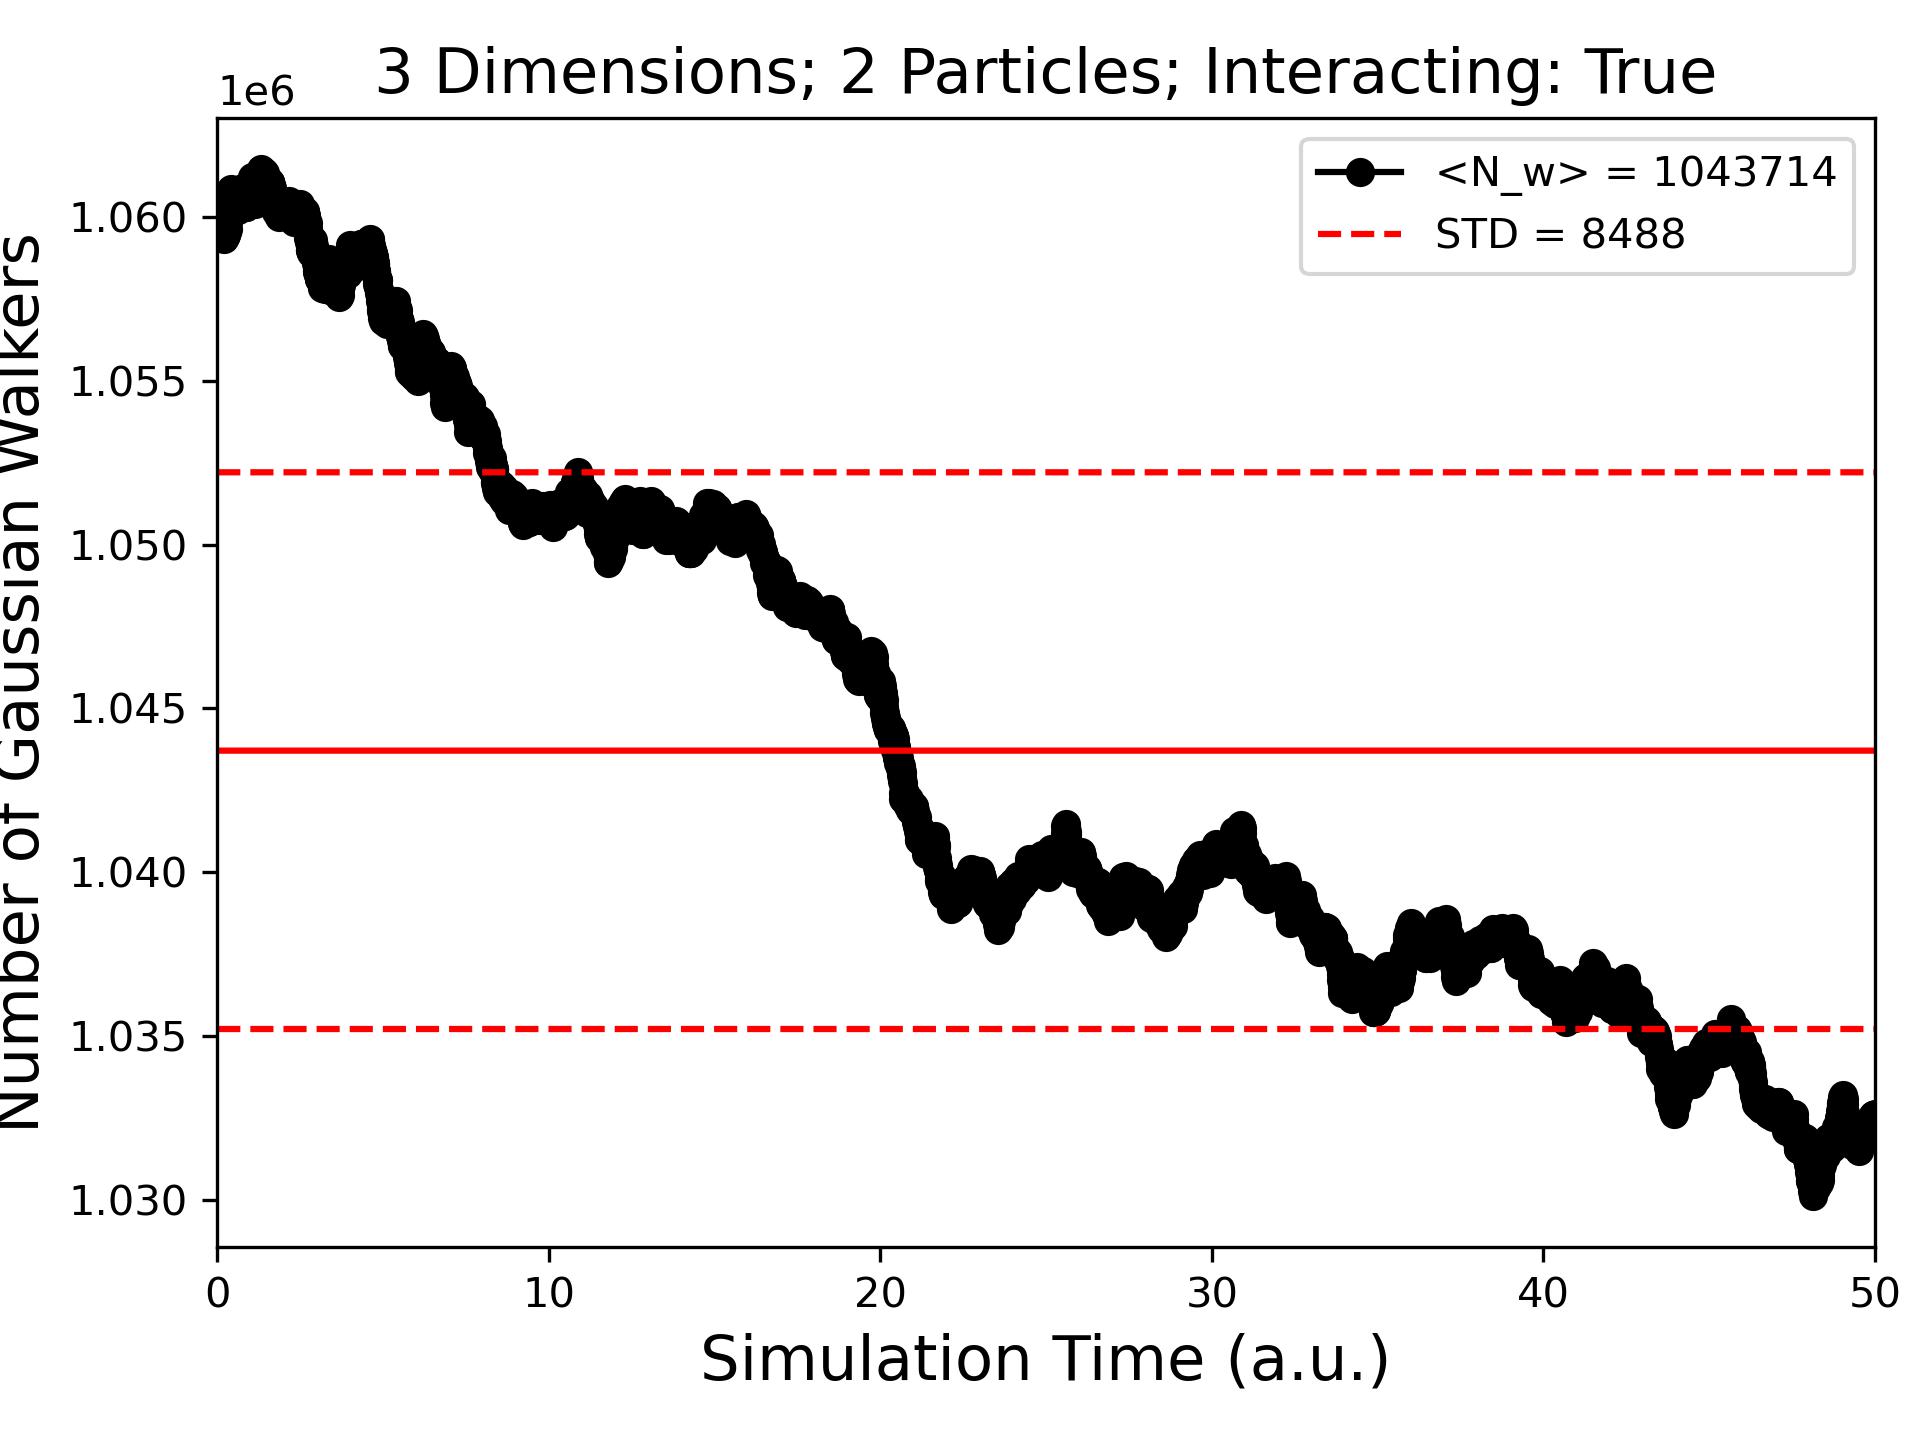 3 Dimensions; 2 Particles; Interacting: True
1e6
<N_w> = 1043714
STD = 8488
Number of Gaussian Walkers
1.060
1.055
1.050
1.045
1.040
1.035
1.030
0 10 20 30 40 50
Simulation Time (a.u.)